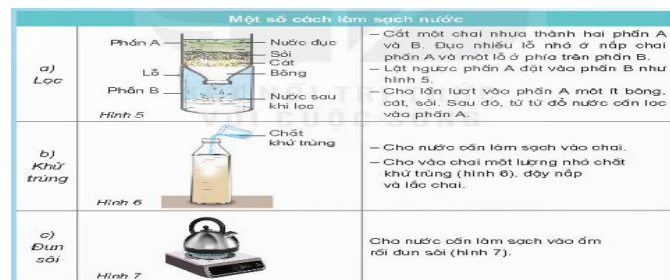 Một số cách làm sạch nước
a)
Lọc
Phần A
Lỗ
Phần B
Hình 5
Nước đục
Sỏi
Cát
Bông
Nước sau
khi lọc
– Cắt một chai nhựa thành hai phần A
và B. Đục nhiều lỗ nhỏ ở nắp chai
phần A và một lỗ ở phía trên phần B.
– Lật ngược phần A đặt vào phần B như
hình 5.
– Cho lần lượt vào phần A một ít bông,
cát, sỏi. Sau đó, từ từ đổ nước cần lọc
vào phần A.
b)
Khử
trùng
Chất
khử trùng
Hình 6
– Cho nước cần làm sạch vào chai.
– Cho vào chai một lượng nhỏ chất
khử trùng (hình 6), đậy nắp
và lắc chai.
c)
Đun
sôi
Hình 7
Cho nước cần làm sạch vào ấm
rồi đun sôi (hình 7).